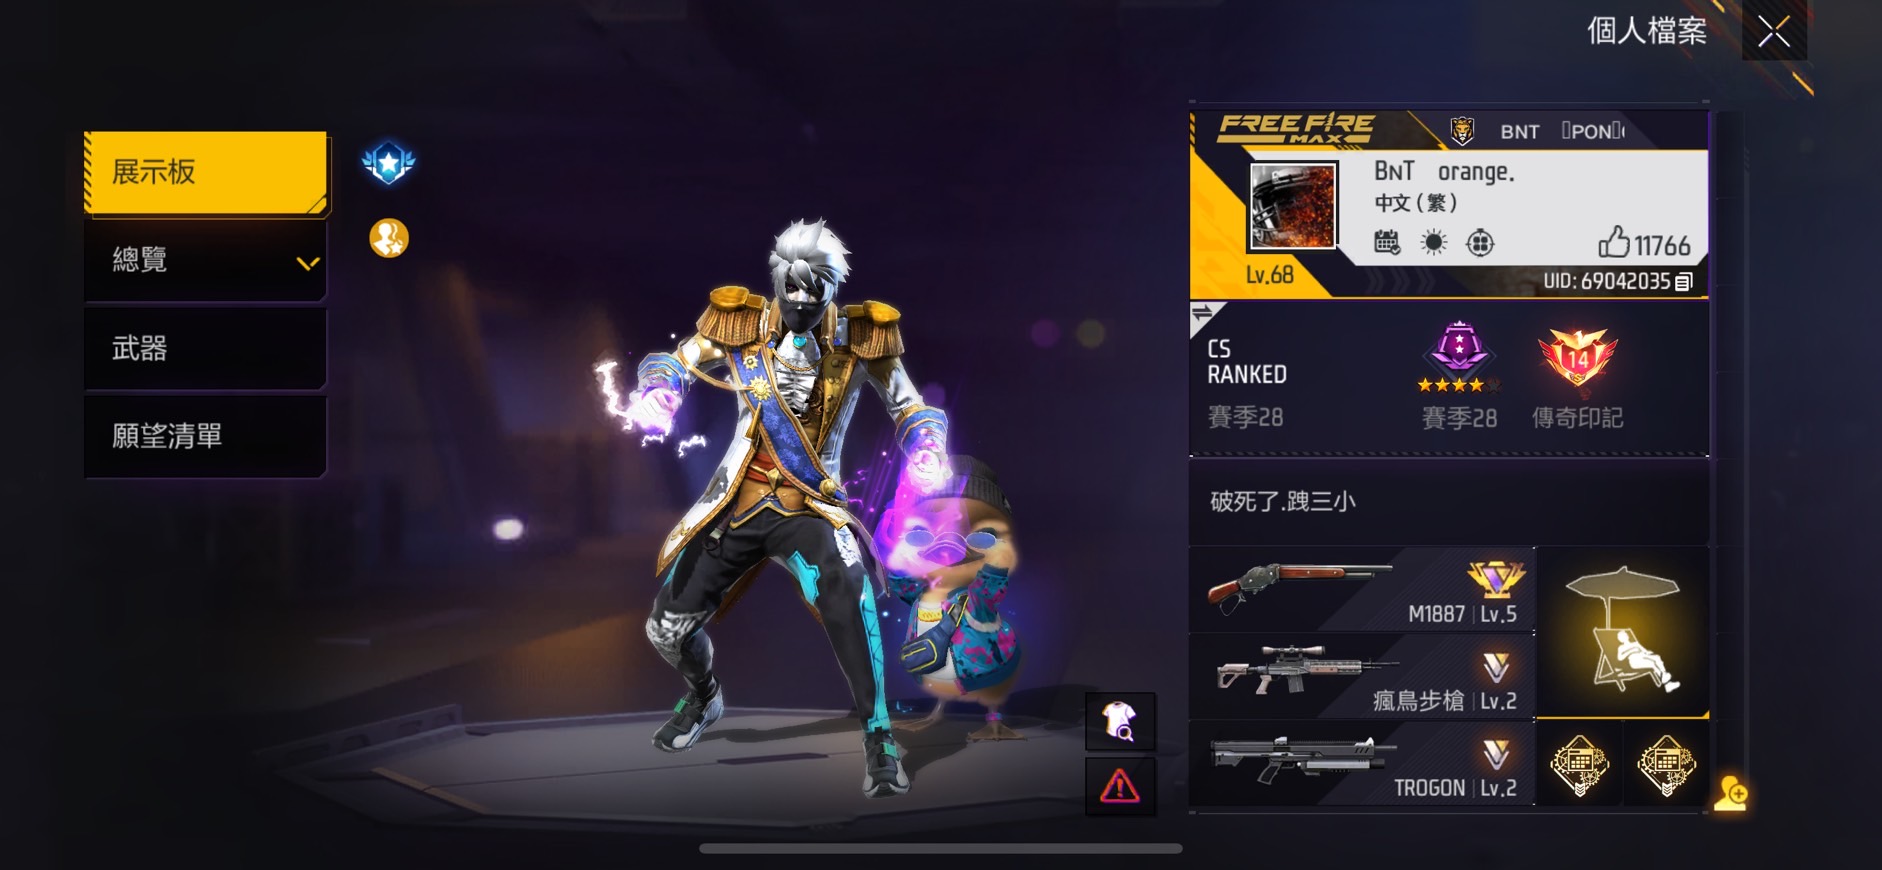 個人檔案
展示板
總覽
武器
願望清單
FREE FIRE
MAX
BNT PON
BNT orange.
中文(繁)
11766
Lv.68
UID: 69042035
CS
RANKED
賽季28
賽季28
14
傳奇印記
破死了.跩三小
M1887 Lv.5
瘋鳥步槍 Lv.2
TROGON Lv.2